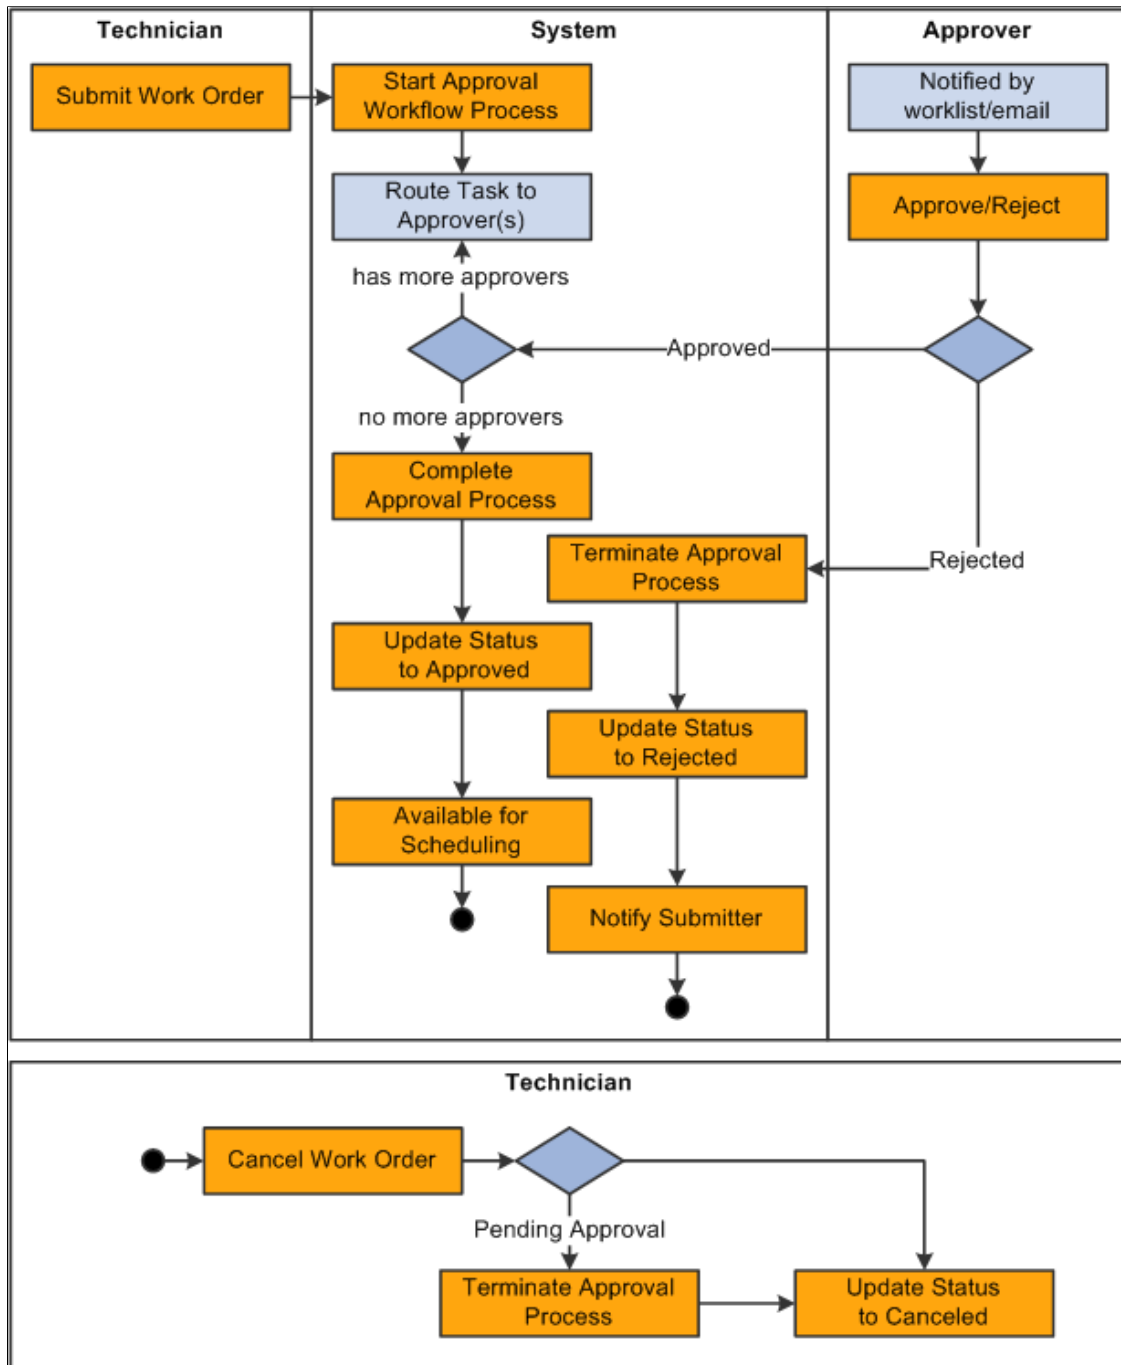 Technician
System
Approver
Submit Work Order
Start Approval
Workflow Process
Notified by
worklist/email
Route Task to
Approver(s)
Approve/Reject
has more approvers
Approved
no more approvers
Complete
Approval Process
Terminate Approval
Process
Rejected
Update Status
to Approved
Update Status
to Rejected
Available for
Scheduling
Notify Submitter
Technician
Cancel Work Order
Pending Approval
Terminate Approval
Process
Update Status
to Canceled